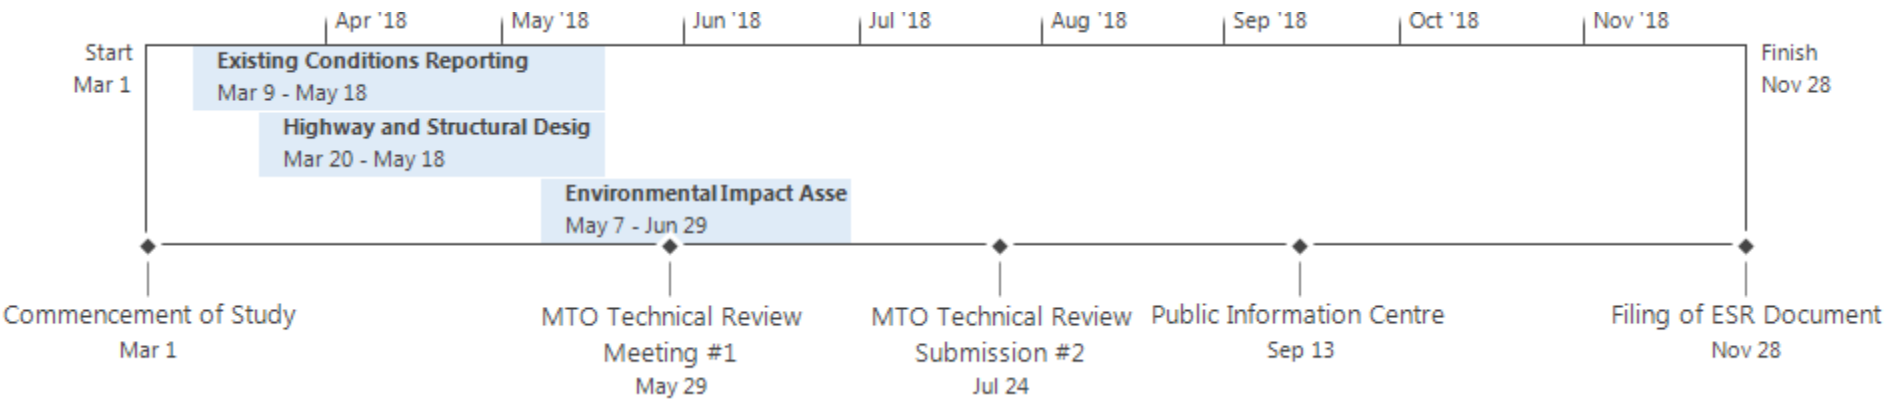 Apr '18
May '18
Jun '18
Jul '18
Aug '18
Sep '18
Oct '18
Nov '18
Start
Mar 1
Finish
Nov 28
Existing Conditions Reporting
Mar 9 - May 18
Highway and Structural Desig
Mar 20 - May 18
Environmental Impact Asse
May 7 - Jun 29
Commencement of Study
Mar 1
MTO Technical Review
Meeting #1
May 29
MTO Technical Review
Submission #2
Jul 24
Public Information Centre
Sep 13
Filing of ESR Document
Nov 28